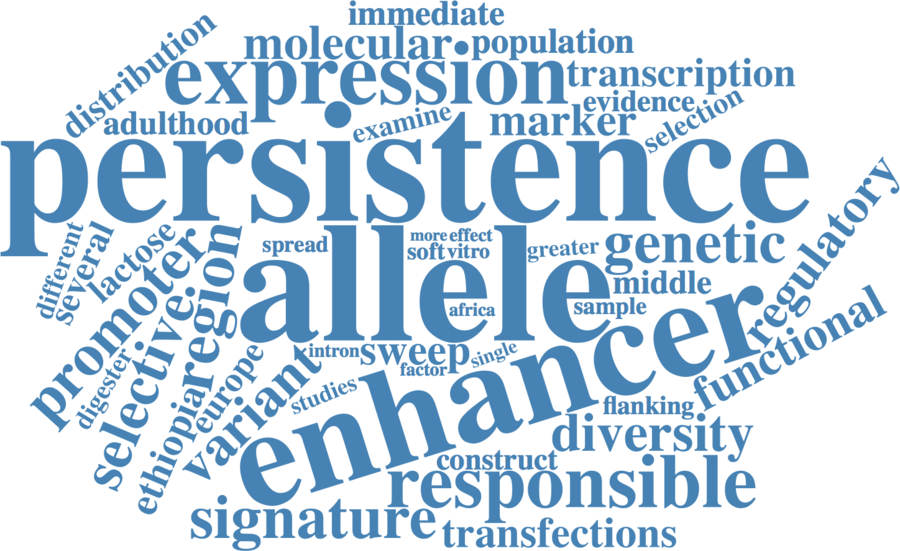 immediate
molecular
population
distribution
expression
transcription
evidence
adulthood
examine
marker
selection
persistence
different
several
lactose
promoter
spread
more effect
soft vitro
greater
genetic
regulatory
allele
middle
africa
sample
selective
region
digester
ethiopia
europe
variant
intron
sweep
factor
single
studies
enhancer
functional
flanking
diversity
construct
responsible
signature
transfections